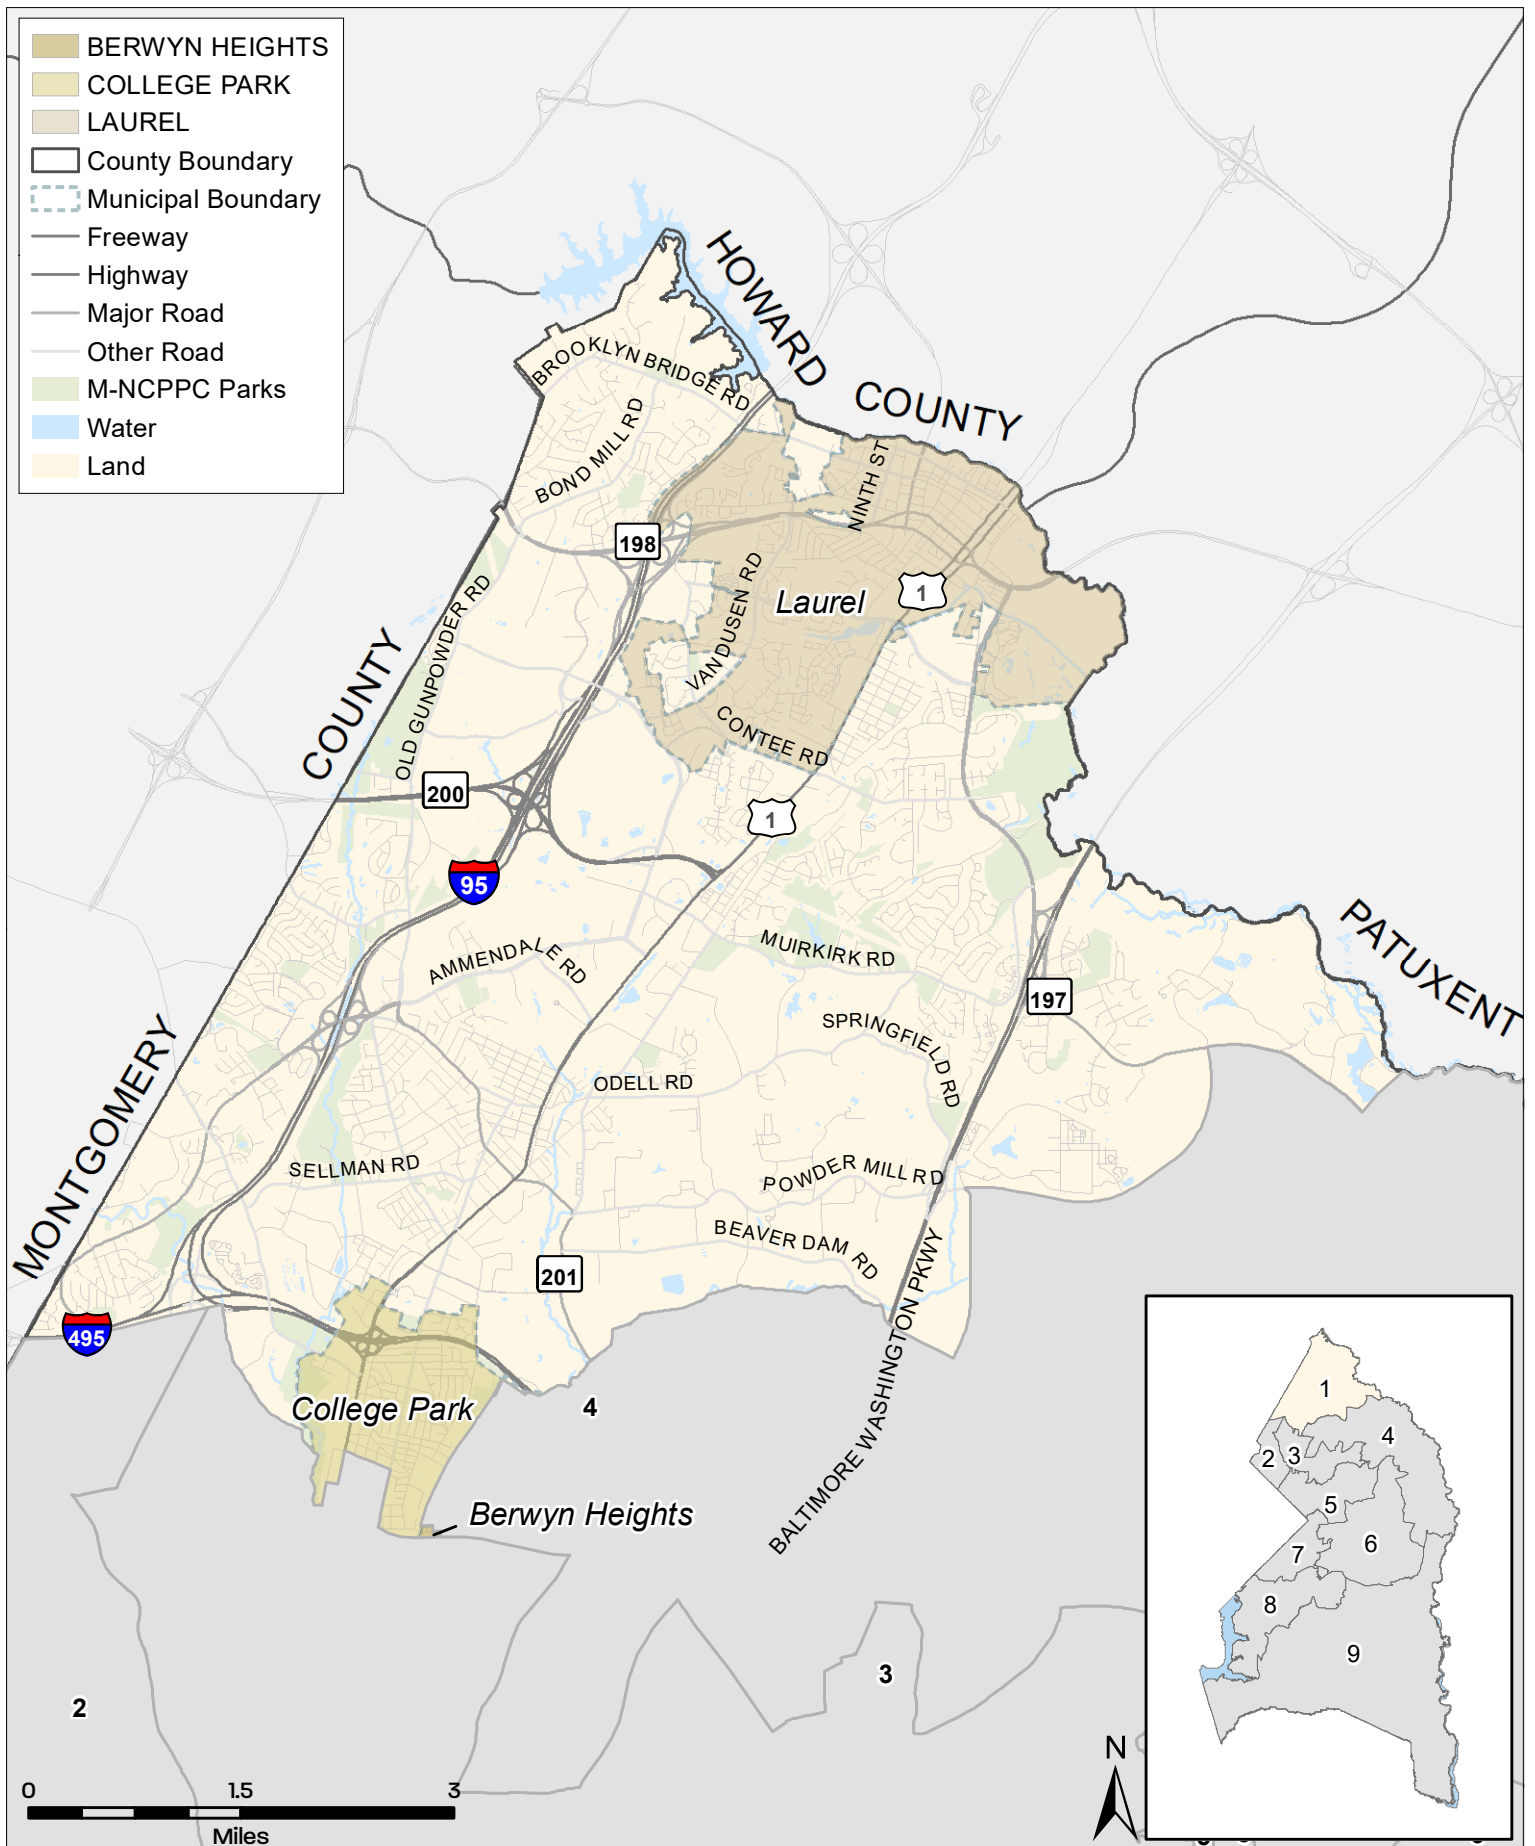 BERWYN HEIGHTS
COLLEGE PARK
LAUREL
County Boundary
Municipal Boundary
Freeway
Highway
Major Road
Other Road
M-NCPPC Parks
Water
Land
HOWARD COUNTY
BROOKLYN BRIDGE RD
BOND MILL RD
NINTH ST
198
1
Laurel
VANDUSEN RD
OLD GUNPOWDER RD
MONTGOMERY COUNTY
CONTEE RD
200
1
95
PATUXENT
AMMENDALE RD
MUIRKIRK RD
197
SPRINGFIELD RD
ODELL RD
SELLMAN RD
POWDER MILL RD
BEAVER DAM RD
201
BALTIMORE WASHINGTON PKWY
495
College Park
4
Berwyn Heights
3
2
N
0 1.5 3
Miles
1
2
3
4
5
6
7
8
9